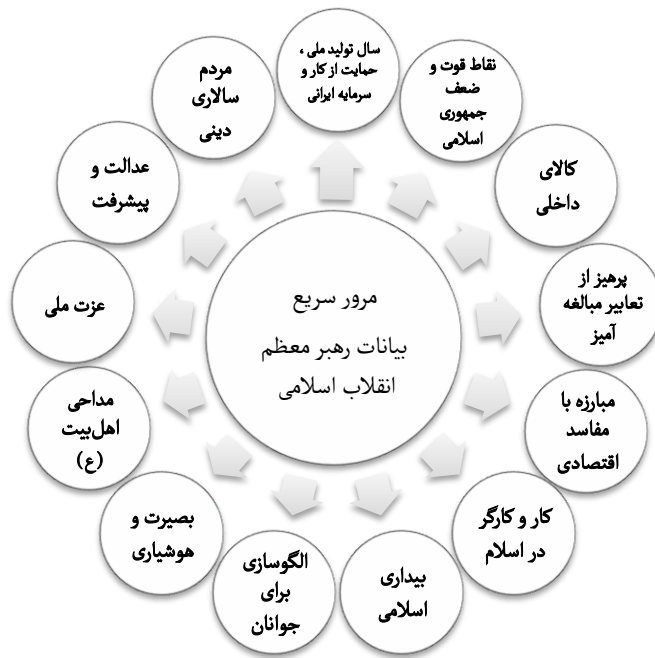 مرور سریع
بیانات رهبر معظم
انقلاب اسلامی
سال تولید ملی ،
حمایت از کار و
سرمایه ایرانی
نقاط قوت و
ضعف
جمهوری
اسلامی
کالای
داخلی
پرهیز از
تعابیر مبالغه
آمیز
مبارزه با
مفاسد
اقتصادی
کار و کارگر
در اسلام
بیداری
اسلامی
الگوسازی
برای
جوانان
بصیرت و
هوشیاری
مداحی
اهل‌بیت
(ع)
عزت ملی
عدالت و
پیشرفت
مردم
سالاری
دینی